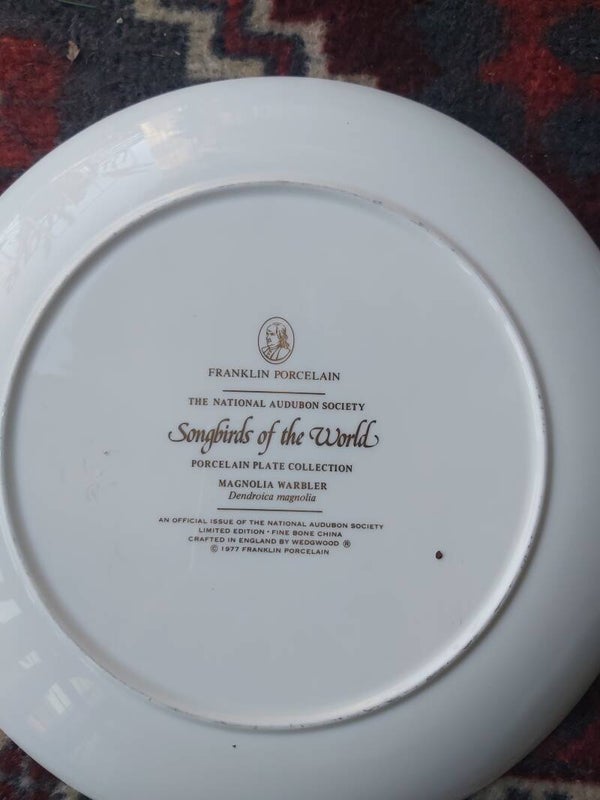 FRANKLIN PORCELAIN
THE NATIONAL AUDUBON SOCIETY
Songbirds of the World
PORCELAIN PLATE COLLECTION
MAGNOLIA WARBLER
Dendroica magnolia
AN OFFICIAL ISSUE OF THE NATIONAL AUDUBON SOCIETY
LIMITED EDITION · FINE BONE CHINA
CRAFTED IN ENGLAND BY WEDGWOOD ®
© 1977 FRANKLIN PORCELAIN